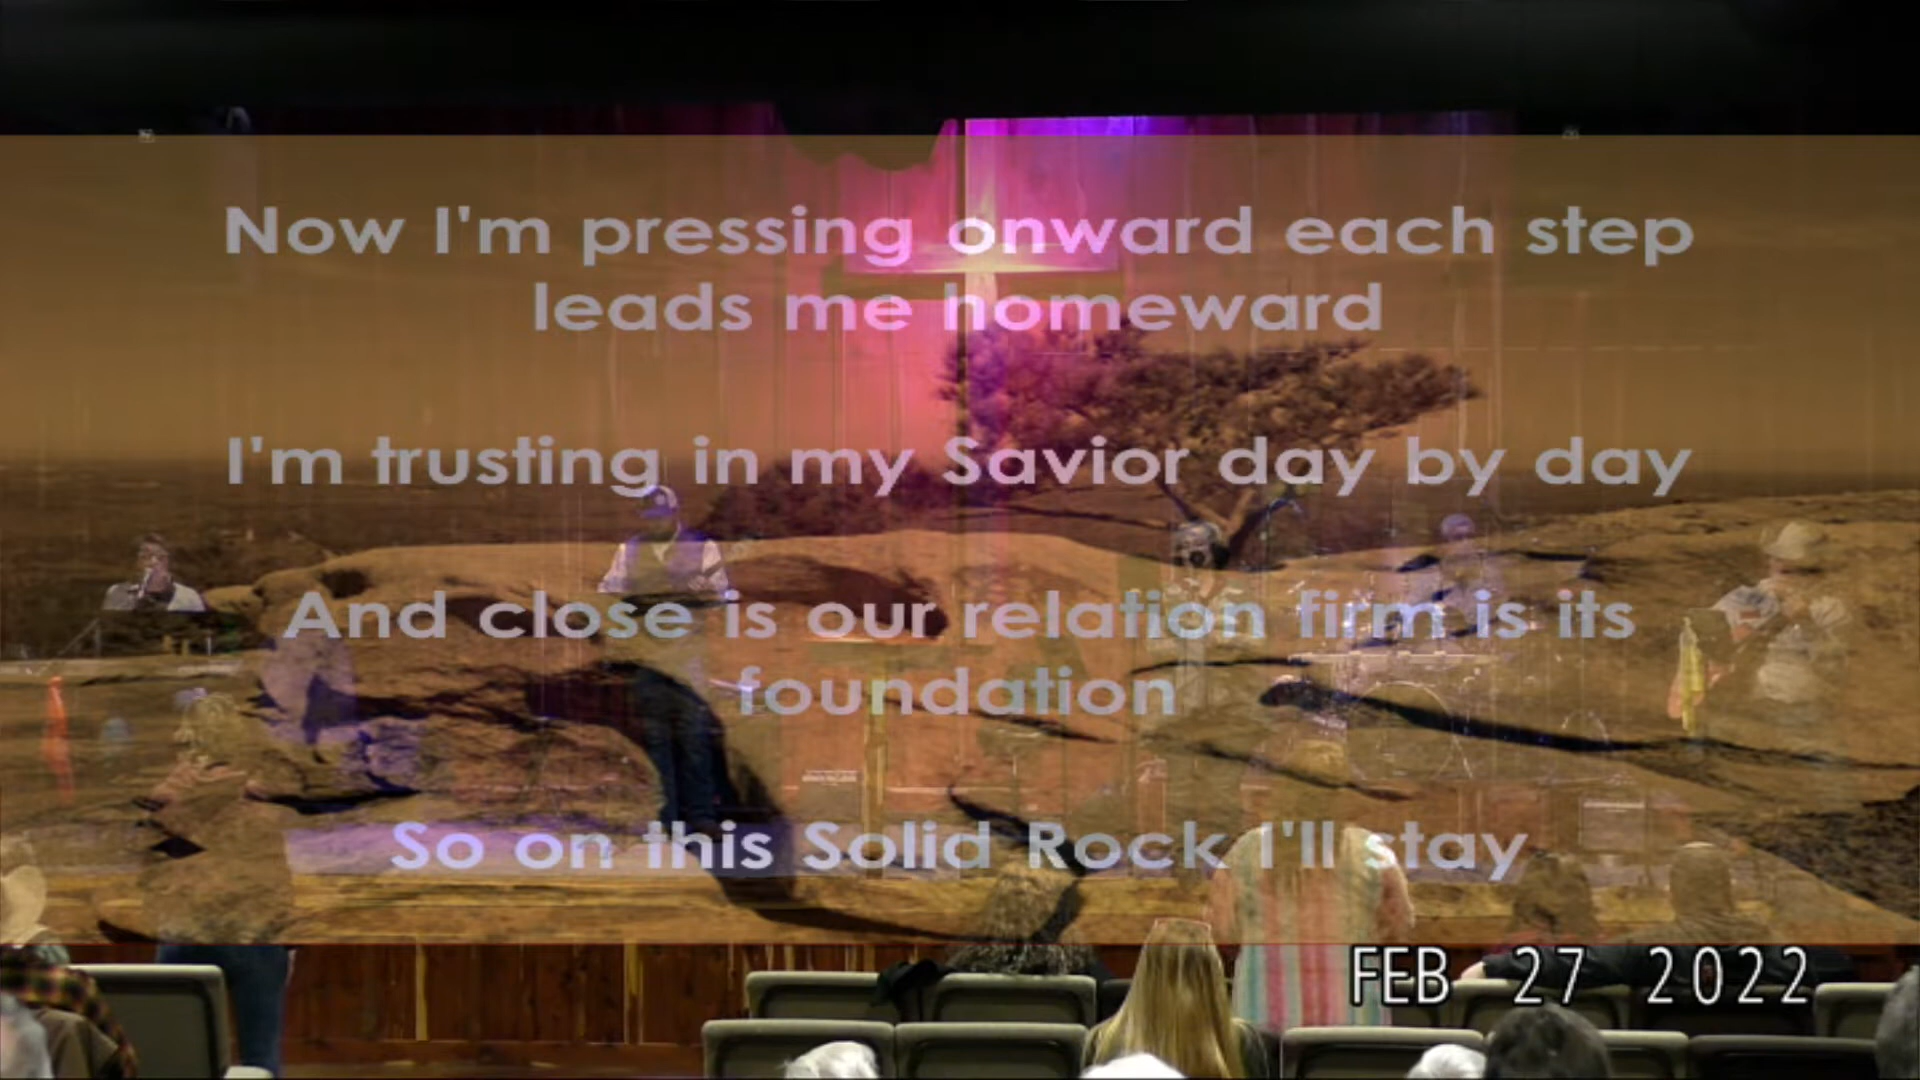 Now I'm pressing onward each step
leads me homeward
I'm trusting in my Savior day by day
And close is our relation firm is its
foundation
So on this Solid Rock I'll stay
FEB 27 2022